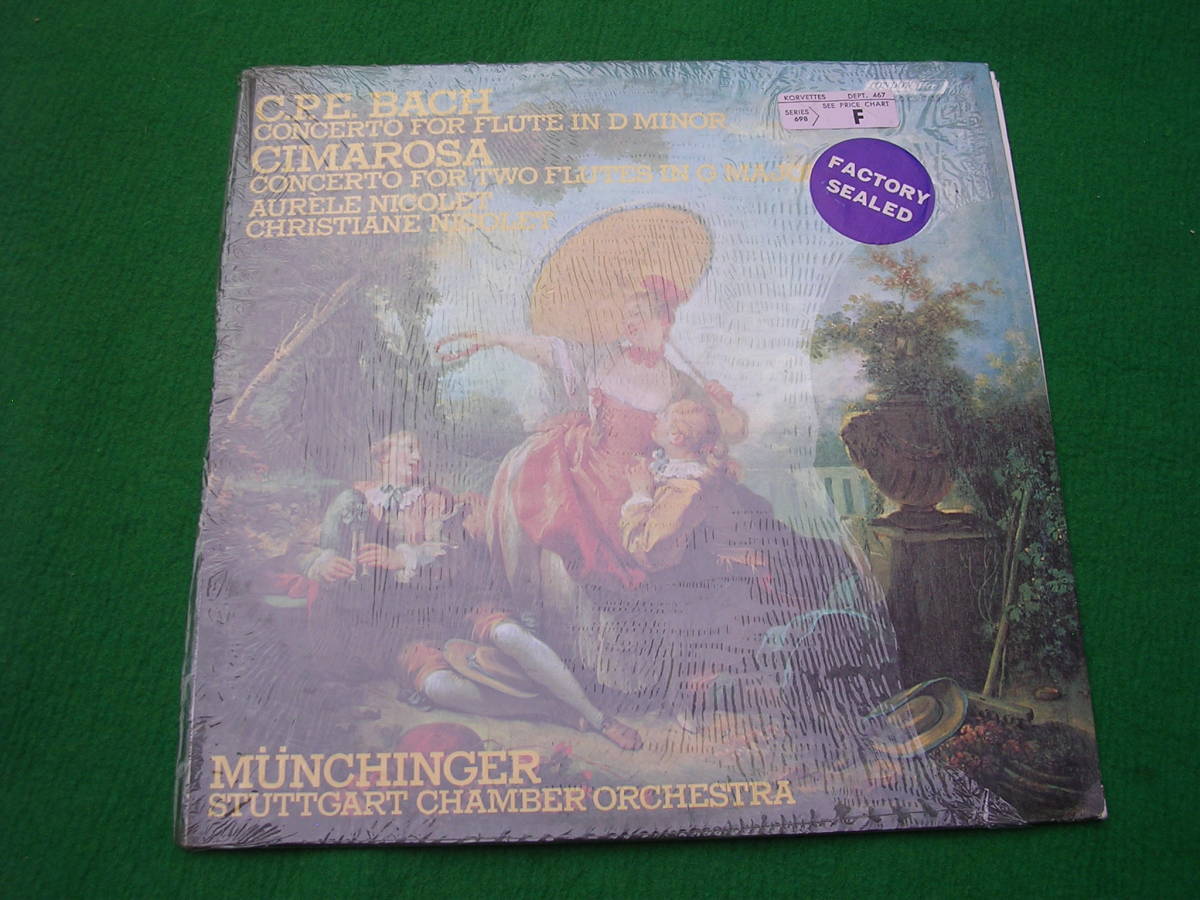 C.P.E. BACH
CONCERTO FOR FLUTE IN D MINOR
CIMAROSA
CONCERTO FOR TWO FLUTES IN G
AURÈLE NICOLET
CHRISTIANE NICOLET
KORVETTES DEPT. 467
SERIES 698
SEE PRICE CHART
F
FACTORY
SEALED
MÜNCHINGER
STUTTGART CHAMBER ORCHESTRA